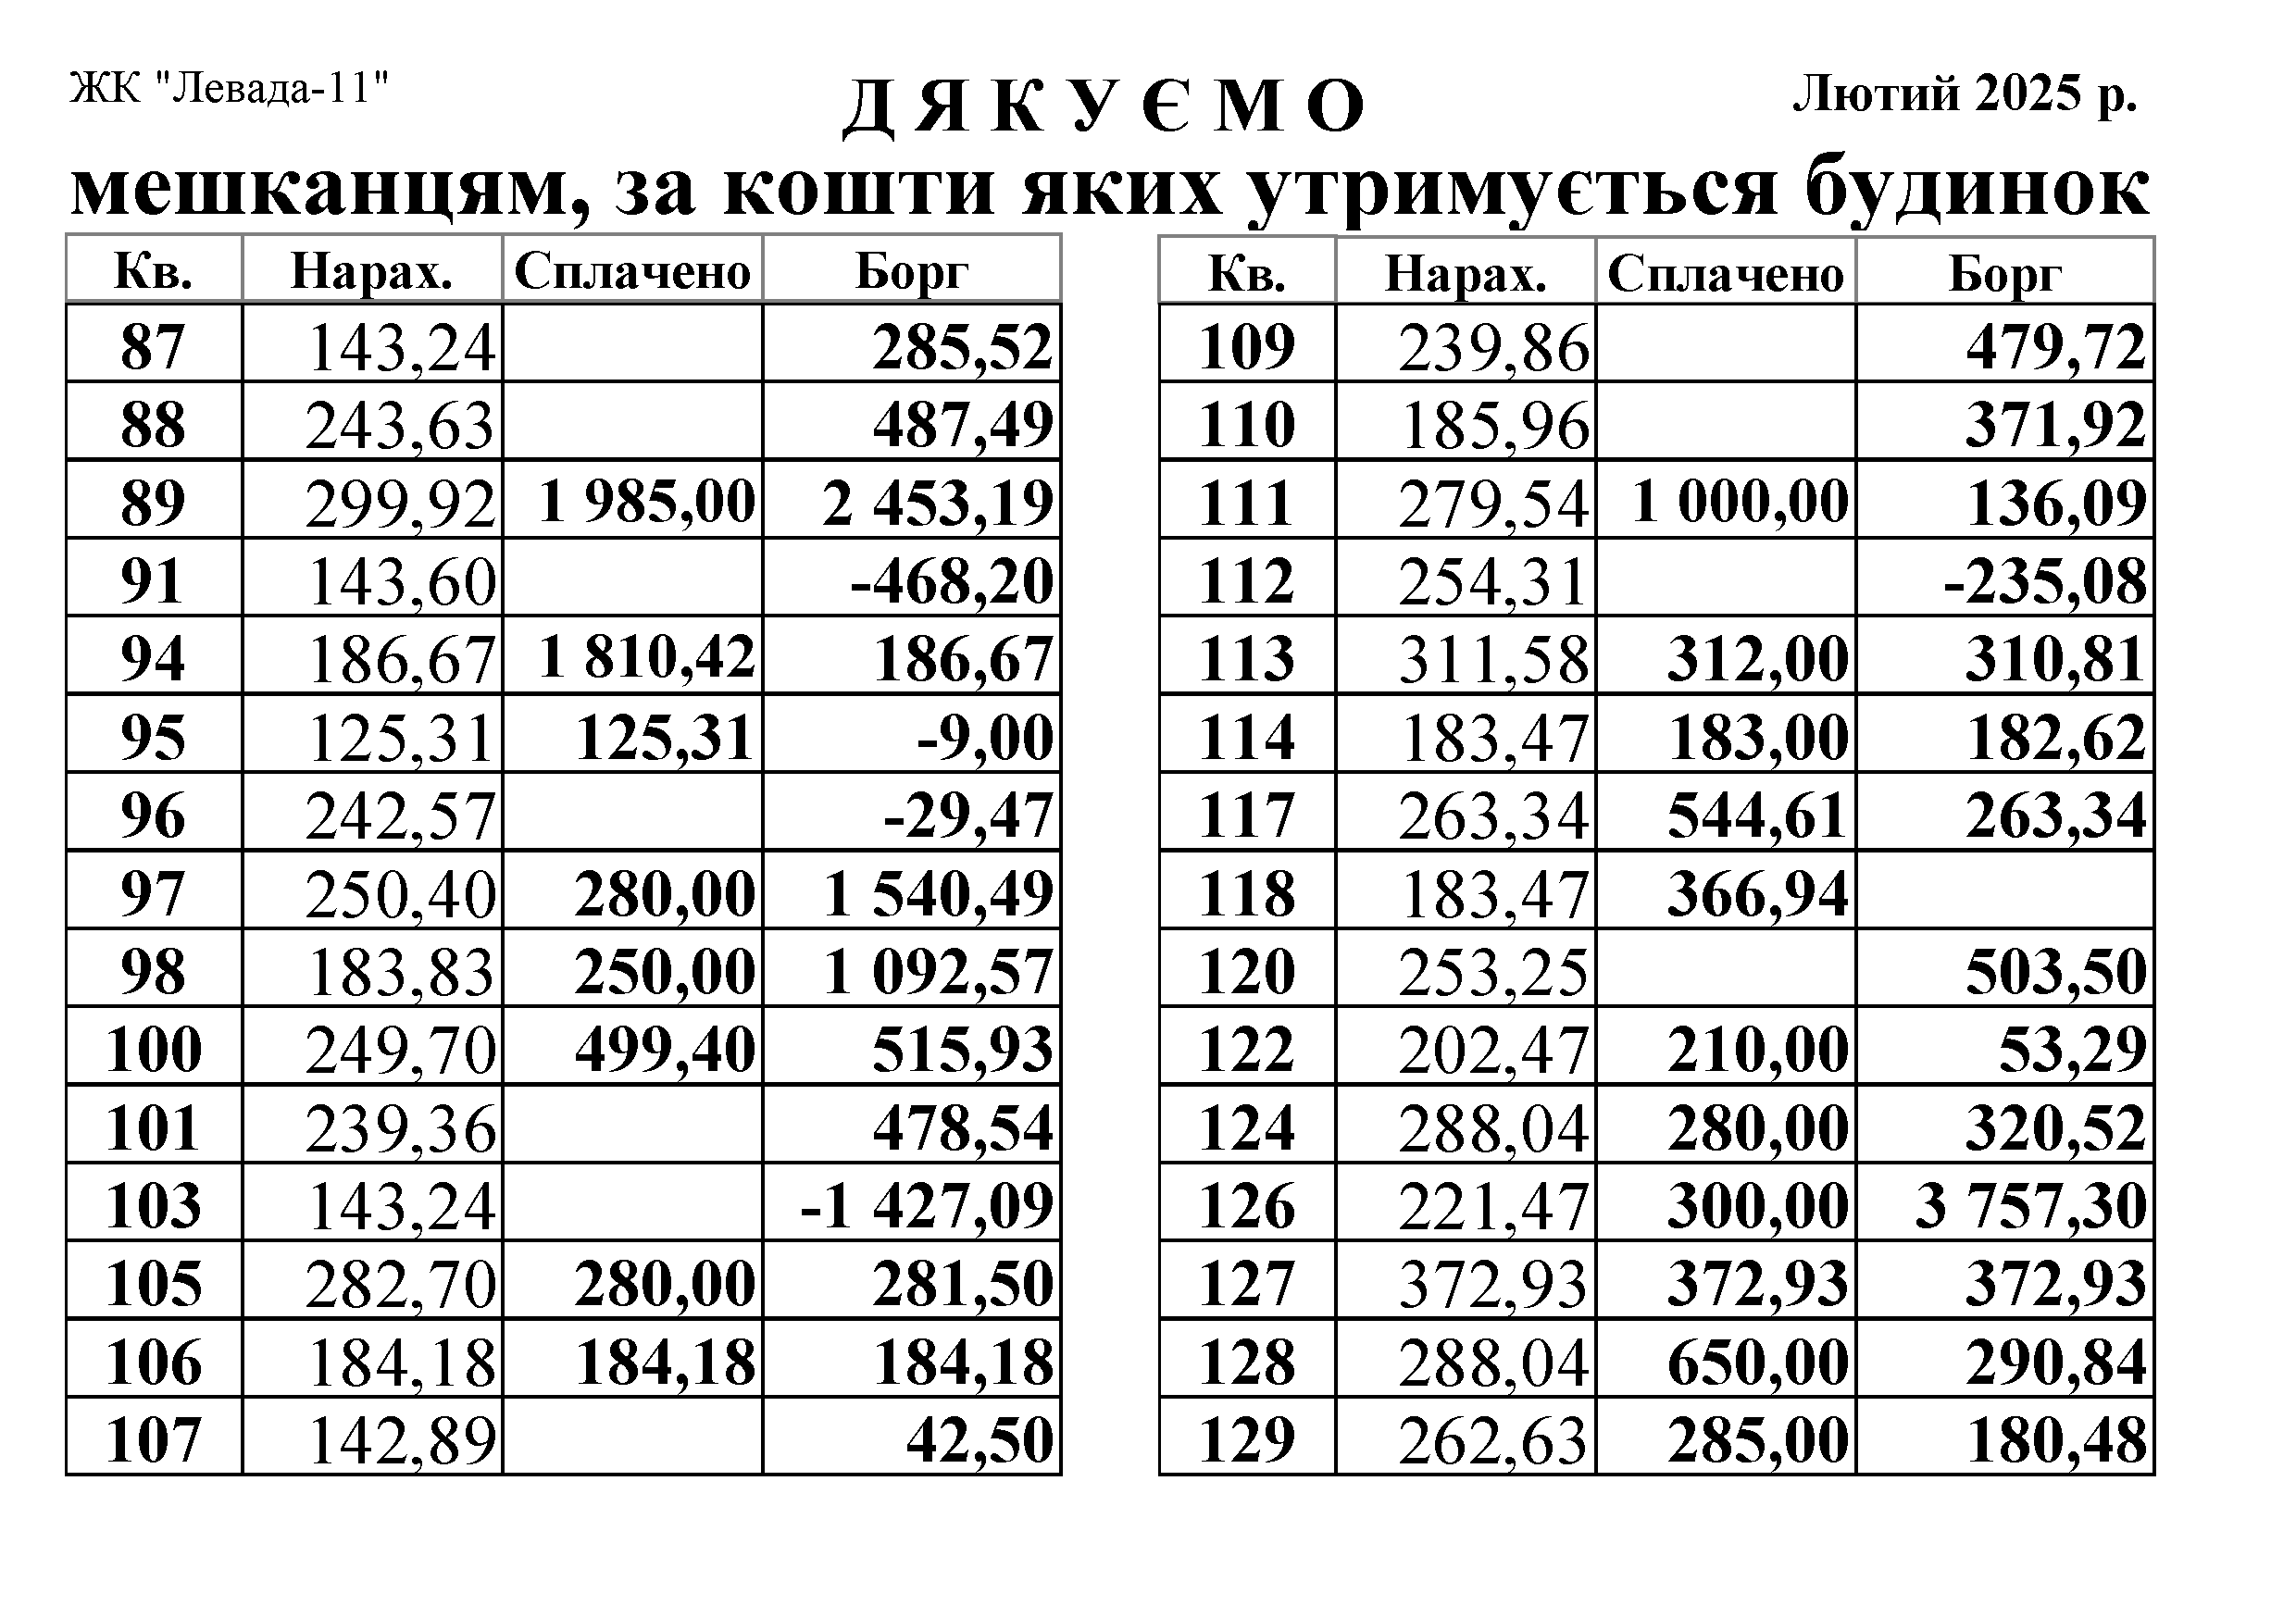 ЖК "Левада-11"
Д Я К У Є М О
Лютий 2025 р.
мешканцям, за кошти яких утримується будинок
Кв. Нарах. Сплачено Борг
87 143,24 285,52
88 243,63 487,49
89 299,92 1 985,00 2 453,19
91 143,60 -468,20
94 186,67 1 810,42 186,67
95 125,31 125,31 -9,00
96 242,57 -29,47
97 250,40 280,00 1 540,49
98 183,83 250,00 1 092,57
100 249,70 499,40 515,93
101 239,36 478,54
103 143,24 -1 427,09
105 282,70 280,00 281,50
106 184,18 184,18 184,18
107 142,89 42,50
Кв. Нарах. Сплачено Борг
109 239,86 479,72
110 185,96 371,92
111 279,54 1 000,00 136,09
112 254,31 -235,08
113 311,58 312,00 310,81
114 183,47 183,00 182,62
117 263,34 544,61 263,34
118 183,47 366,94
120 253,25 503,50
122 202,47 210,00 53,29
124 288,04 280,00 320,52
126 221,47 300,00 3 757,30
127 372,93 372,93 372,93
128 288,04 650,00 290,84
129 262,63 285,00 180,48